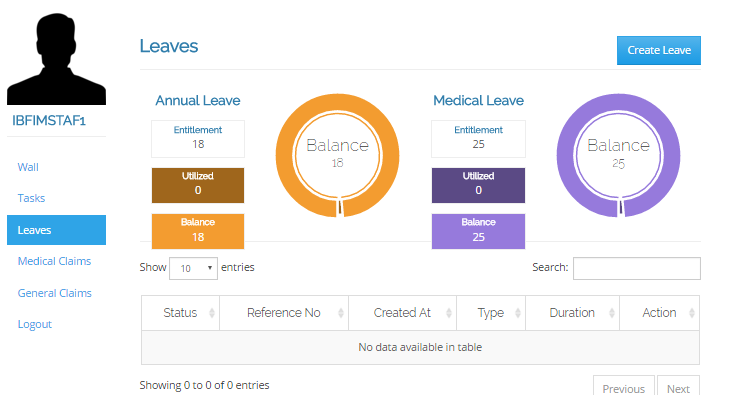 IBFIMSTAF1
Wall
Tasks
Leaves
Medical Claims
General Claims
Logout
Leaves
Create Leave
Annual Leave
Entitlement
18
Utilized
0
Balance
18
Balance
18
Medical Leave
Entitlement
25
Utilized
0
Balance
25
Balance
25
Show 10 entries
Search:
Status Reference No Created At Type Duration Action
No data available in table
Showing 0 to 0 of 0 entries
Previous Next